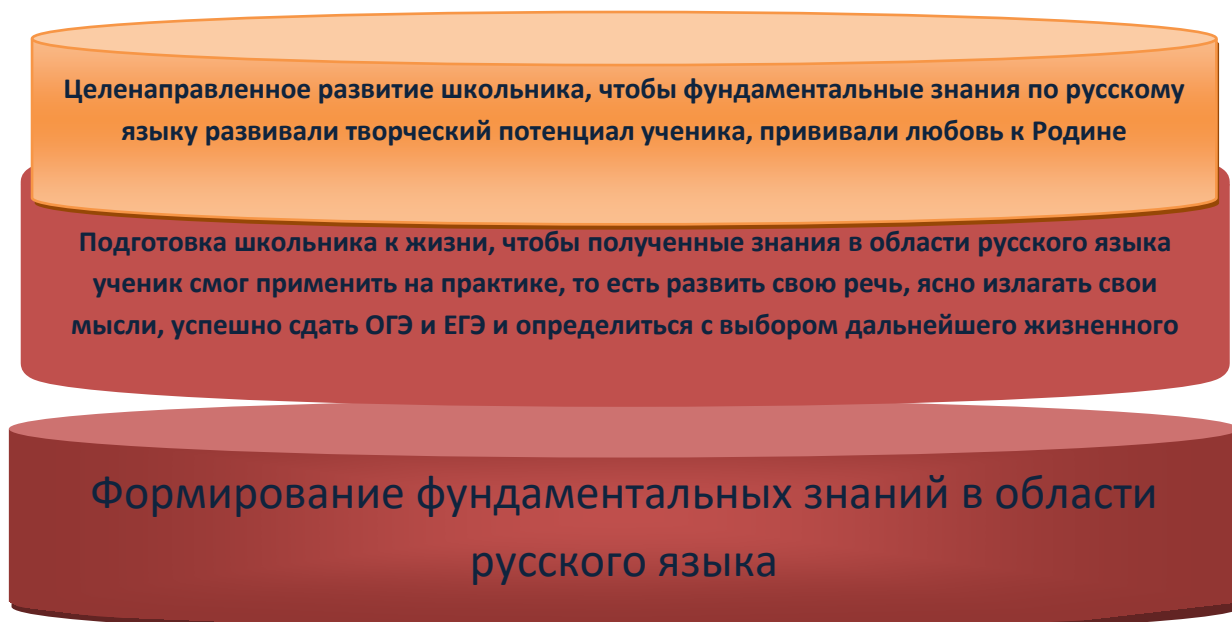 Целенаправленное развитие школьника, чтобы фундаментальные знания по русскому
языку развивали творческий потенциал ученика, прививали любовь к Родине
Подготовка школьника к жизни, чтобы полученные знания в области русского языка
ученик смог применить на практике, то есть развить свою речь, ясно излагать свои
мысли, успешно сдать ОГЭ и ЕГЭ и определиться с выбором дальнейшего жизненного
Формирование фундаментальных знаний в области
русского языка